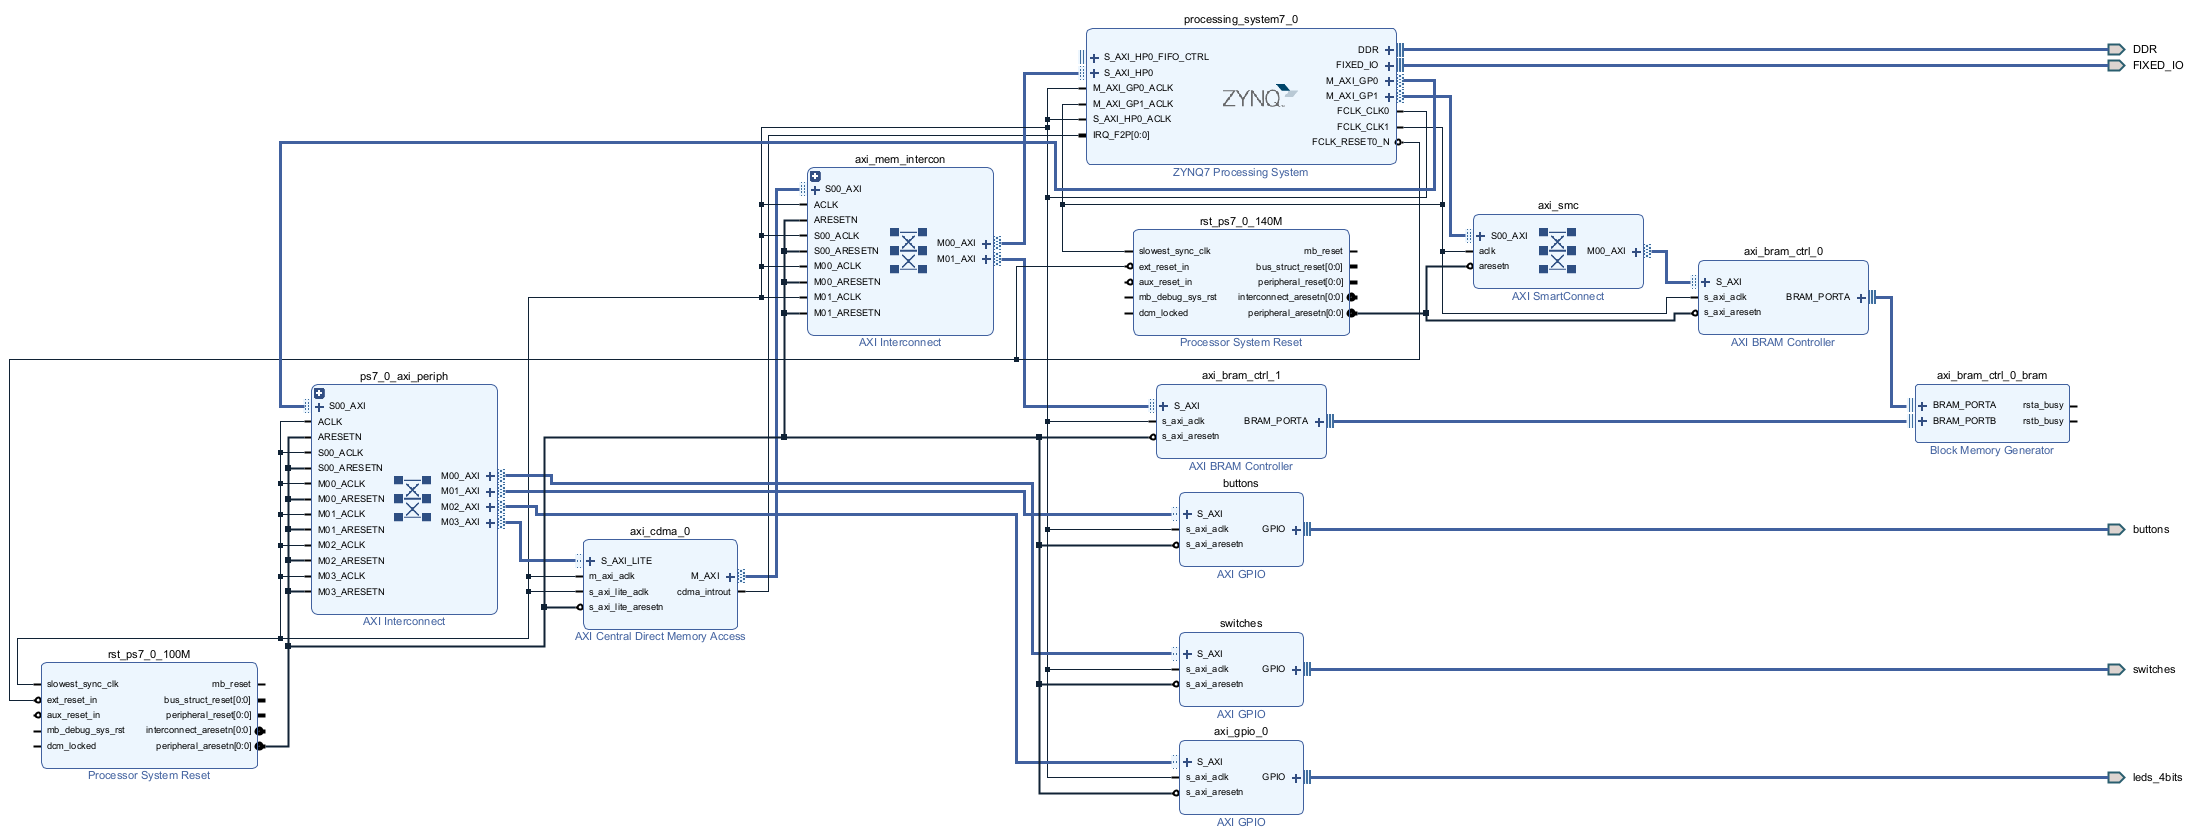 processing_system7_0
S_AXI_HP0_FIFO_CTRL
S_AXI_HP0
M_AXI_GP0_ACLK
M_AXI_GP1_ACLK
S_AXI_HP0_ACLK
IRQ_F2P[0:0]
ZYNQ
DDR
FIXED_IO
M_AXI_GP0
M_AXI_GP1
FCLK_CLK0
FCLK_CLK1
FCLK_RESET0_N
ZYNQ7 Processing System
DDR
FIXED_IO
axi_mem_intercon
S00_AXI
ACLK
ARESETN
S00_ACLK
S00_ARESETN
M00_ACLK
M00_ARESETN
M01_ACLK
M01_ARESETN
M00_AXI
M01_AXI
AXI Interconnect
rst_ps7_0_140M
slowest_sync_clk
ext_reset_in
aux_reset_in
mb_debug_sys_rst
dcm_locked
mb_reset
bus_struct_reset[0:0]
peripheral_reset[0:0]
interconnect_aresetn[0:0]
peripheral_aresetn[0:0]
Processor System Reset
axi_smc
S00_AXI
aclk
aresetn
M00_AXI
AXI SmartConnect
axi_bram_ctrl_0
S_AXI
s_axi_aclk
s_axi_aresetn
BRAM_PORTA
AXI BRAM Controller
ps7_0_axi_periph
S00_AXI
ACLK
ARESETN
S00_ACLK
S00_ARESETN
M00_ACLK
M00_ARESETN
M01_ACLK
M01_ARESETN
M02_ACLK
M02_ARESETN
M03_ACLK
M03_ARESETN
M00_AXI
M01_AXI
M02_AXI
M03_AXI
AXI Interconnect
axi_bram_ctrl_1
S_AXI
s_axi_aclk
s_axi_aresetn
BRAM_PORTA
AXI BRAM Controller
axi_bram_ctrl_0_bram
BRAM_PORTA
BRAM_PORTB
rsta_busy
rstb_busy
Block Memory Generator
buttons
S_AXI
s_axi_aclk
s_axi_aresetn
GPIO
AXI GPIO
buttons
axi_cdma_0
S_AXI_LITE
m_axi_aclk
s_axi_lite_aclk
s_axi_lite_aresetn
M_AXI
cdma_introut
AXI Central Direct Memory Access
switches
S_AXI
s_axi_aclk
s_axi_aresetn
GPIO
AXI GPIO
switches
rst_ps7_0_100M
slowest_sync_clk
ext_reset_in
aux_reset_in
mb_debug_sys_rst
dcm_locked
mb_reset
bus_struct_reset[0:0]
peripheral_reset[0:0]
interconnect_aresetn[0:0]
peripheral_aresetn[0:0]
Processor System Reset
axi_gpio_0
S_AXI
s_axi_aclk
s_axi_aresetn
GPIO
AXI GPIO
leds_4bits